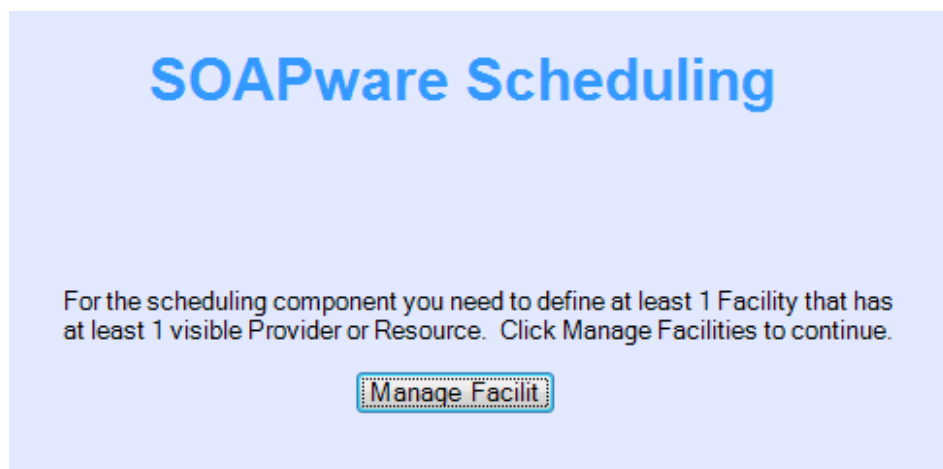 SOAPware Scheduling
For the scheduling component you need to define at least 1 Facility that has
at least 1 visible Provider or Resource.  Click Manage Facilities to continue.
Manage Facilit